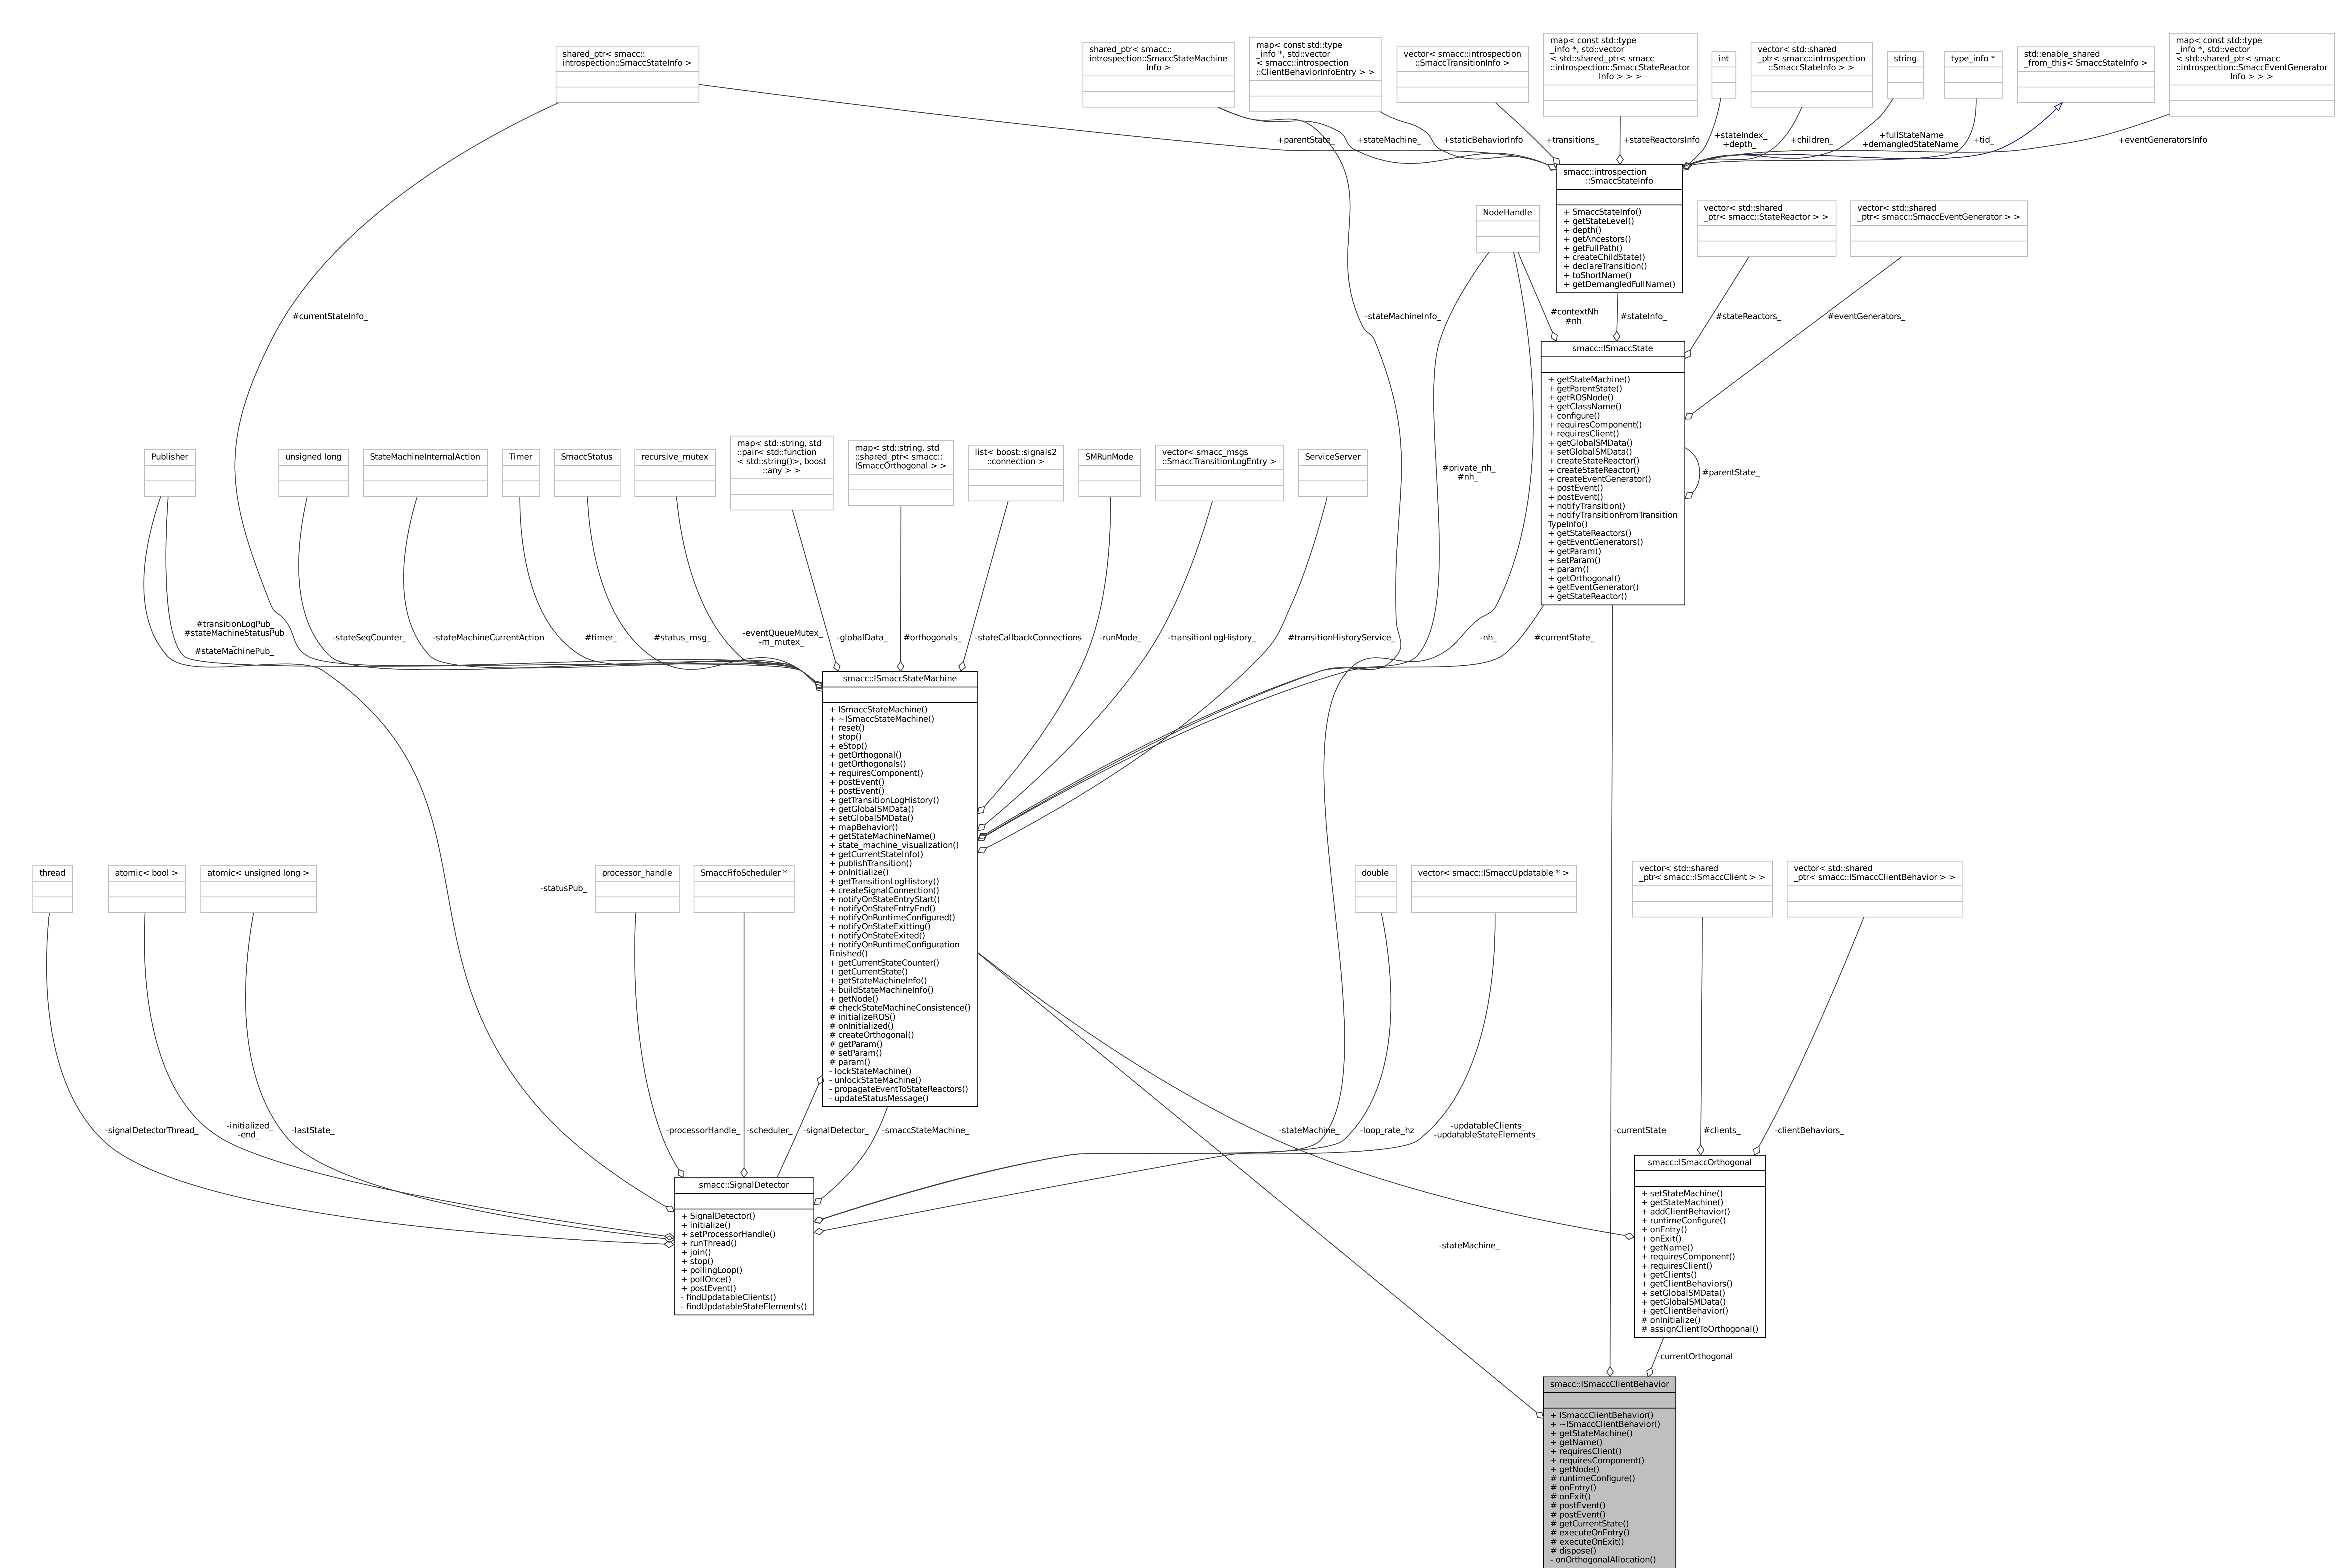 shared_ptr< smacc::
introspection::SmaccStateInfo >
shared_ptr< smacc::
introspection::SmaccStateMachine
Info >
map< const std::type
_info *, std::vector
< smacc::introspection
::ClientBehaviorInfoEntry > >
vector< smacc::introspection
::SmaccTransitionInfo >
map< const std::type
_info *, std::vector
< std::shared_ptr< smacc
::introspection::SmaccStateReactor
Info > > >
int
vector< std::shared
_ptr< smacc::introspection
::SmaccStateInfo > >
string
type_info *
std::enable_shared
_from_this< SmaccStateInfo >
map< const std::type
_info *, std::vector
< std::shared_ptr< smacc
::introspection::SmaccEventGenerator
Info > > >
+parentState_
+stateMachine_
+staticBehaviorInfo
+transitions_
+stateReactorsInfo
+stateIndex_
+depth_
+children_
+fullStateName
+demangledStateName
+tid_
+eventGeneratorsInfo
smacc::introspection
::SmaccStateInfo
+ SmaccStateInfo()
+ getStateLevel()
+ depth()
+ getAncestors()
+ getFullPath()
+ createChildState()
+ declareTransition()
+ toShortName()
+ getDemangledFullName()
NodeHandle
vector< std::shared
_ptr< smacc::StateReactor > >
vector< std::shared
_ptr< smacc::SmaccEventGenerator > >
#currentStateInfo_
-stateMachineInfo_
#contextNh
#nh
#stateInfo_
#stateReactors_
#eventGenerators_
smacc::ISmaccState
+ getStateMachine()
+ getParentState()
+ getROSNode()
+ getClassName()
+ configure()
+ requiresComponent()
+ requiresClient()
+ getGlobalSMData()
+ setGlobalSMData()
+ createStateReactor()
+ createStateReactor()
+ createEventGenerator()
+ postEvent()
+ postEvent()
+ notifyTransition()
+ notifyTransitionFromTransition
TypeInfo()
+ getStateReactors()
+ getEventGenerators()
+ getParam()
+ setParam()
+ param()
+ getOrthogonal()
+ getEventGenerator()
+ getStateReactor()
#parentState_
Publisher
unsigned long
StateMachineInternalAction
Timer
SmaccStatus
recursive_mutex
map< std::string, std
::pair< std::function
< std::string()>, boost
::any > >
map< std::string, std
::shared_ptr< smacc::
ISmaccOrthogonal > >
list< boost::signals2
::connection >
SMRunMode
vector< smacc_msgs
::SmaccTransitionLogEntry >
ServiceServer
#private_nh_
#nh_
#transitionLogPub_
#stateMachineStatusPub
_
#stateMachinePub_
-stateSeqCounter_
-stateMachineCurrentAction
#timer_
#status_msg_
-eventQueueMutex_
-m_mutex_
-globalData_
#orthogonals_
-stateCallbackConnections
-runMode_
-transitionLogHistory_
#transitionHistoryService_
-nh_
#currentState_
smacc::ISmaccStateMachine
+ ISmaccStateMachine()
+ ~ISmaccStateMachine()
+ reset()
+ stop()
+ eStop()
+ getOrthogonal()
+ getOrthogonals()
+ requiresComponent()
+ postEvent()
+ postEvent()
+ getTransitionLogHistory()
+ getGlobalSMData()
+ setGlobalSMData()
+ mapBehavior()
+ getStateMachineName()
+ state_machine_visualization()
+ getCurrentStateInfo()
+ publishTransition()
+ onInitialize()
+ getTransitionLogHistory()
+ createSignalConnection()
+ notifyOnStateEntryStart()
+ notifyOnStateEntryEnd()
+ notifyOnRuntimeConfigured()
+ notifyOnStateExitting()
+ notifyOnStateExited()
+ notifyOnRuntimeConfiguration
Finished()
+ getCurrentStateCounter()
+ getCurrentState()
+ getStateMachineInfo()
+ buildStateMachineInfo()
+ getNode()
# checkStateMachineConsistence()
# initializeROS()
# onInitialized()
# createOrthogonal()
# getParam()
# setParam()
# param()
- lockStateMachine()
- unlockStateMachine()
- propagateEventToStateReactors()
- updateStatusMessage()
thread
atomic< bool >
atomic< unsigned long >
-statusPub_
processor_handle
SmaccFifoScheduler *
double
vector< smacc::ISmaccUpdatable * >
vector< std::shared
_ptr< smacc::ISmaccClient > >
vector< std::shared
_ptr< smacc::ISmaccClientBehavior > >
-signalDetectorThread_
-initialized_
-end_
-lastState_
-processorHandle_
-scheduler_
-signalDetector_
-smaccStateMachine_
-stateMachine_
-loop_rate_hz
-updatableClients_
-updatableStateElements_
-currentState
#clients_
-clientBehaviors_
smacc::SignalDetector
+ SignalDetector()
+ initialize()
+ setProcessorHandle()
+ runThread()
+ join()
+ stop()
+ pollingLoop()
+ pollOnce()
+ postEvent()
- findUpdatableClients()
- findUpdatableStateElements()
-stateMachine_
smacc::ISmaccOrthogonal
+ setStateMachine()
+ getStateMachine()
+ addClientBehavior()
+ runtimeConfigure()
+ onEntry()
+ onExit()
+ getName()
+ requiresComponent()
+ requiresClient()
+ getClients()
+ getClientBehaviors()
+ setGlobalSMData()
+ getGlobalSMData()
+ getClientBehavior()
# onInitialize()
# assignClientToOrthogonal()
-currentOrthogonal
smacc::ISmaccClientBehavior
+ ISmaccClientBehavior()
+ ~ISmaccClientBehavior()
+ getStateMachine()
+ getName()
+ requiresClient()
+ requiresComponent()
+ getNode()
# runtimeConfigure()
# onEntry()
# onExit()
# postEvent()
# postEvent()
# getCurrentState()
# executeOnEntry()
# executeOnExit()
# dispose()
- onOrthogonalAllocation()